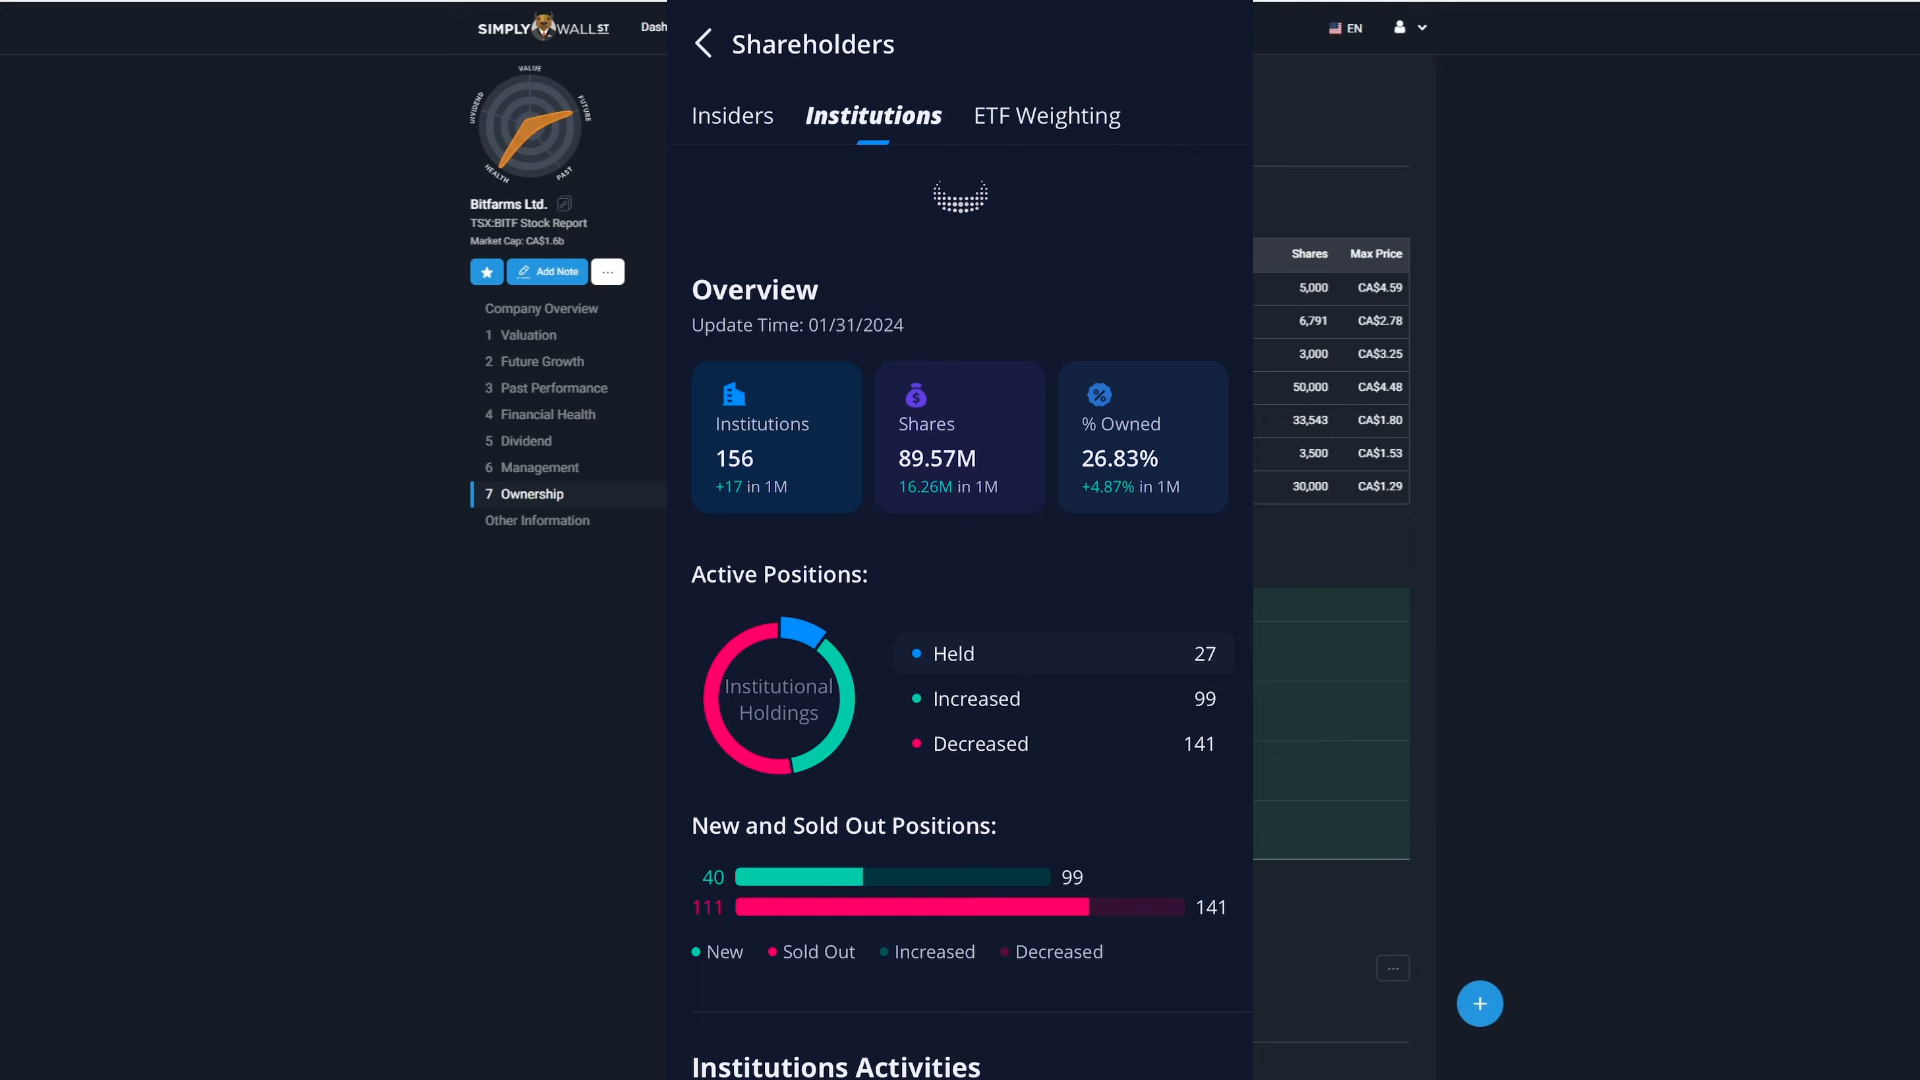 SIMPLY WALL ST
Dash
EN
VALUE
FUTURE
PAST
HEALTH
DIVIDEND
Bitfarms Ltd.
TSX:BITF Stock Report
Market Cap: CA$1.6b
Add Note
...
Company Overview
1 Valuation
2 Future Growth
3 Past Performance
4 Financial Health
5 Dividend
6 Management
7 Ownership
Other Information
Shareholders
Insiders Institutions ETF Weighting
Overview
Update Time: 01/31/2024
Institutions
156
+17 in 1M
Shares
89.57M
16.26M in 1M
% Owned
26.83%
+4.87% in 1M
Active Positions:
Institutional
Holdings
Held 27
Increased 99
Decreased 141
New and Sold Out Positions:
40 99
111 141
New Sold Out Increased Decreased
Institutions Activities
Shares Max Price
5,000 CA$4.59
6,791 CA$2.78
3,000 CA$3.25
50,000 CA$4.48
33,543 CA$1.80
3,500 CA$1.53
30,000 CA$1.29
...
+